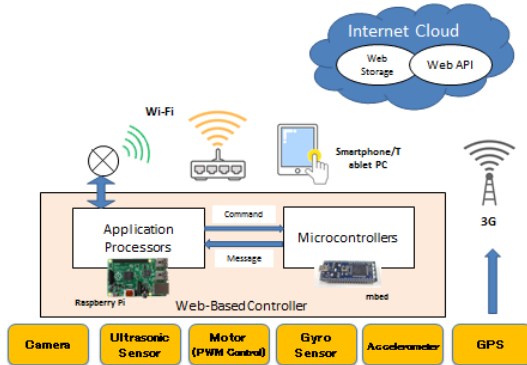 Internet Cloud
Web
Storage
Web API
Wi-Fi
Smartphone/T
ablet PC
3G
Application
Processors
Command
Message
Microcontrollers
Raspberry Pi
mbed
Web-Based Controller
Camera
Ultrasonic
Sensor
Motor
(PWM Control)
Gyro
Sensor
Accelerometer
GPS